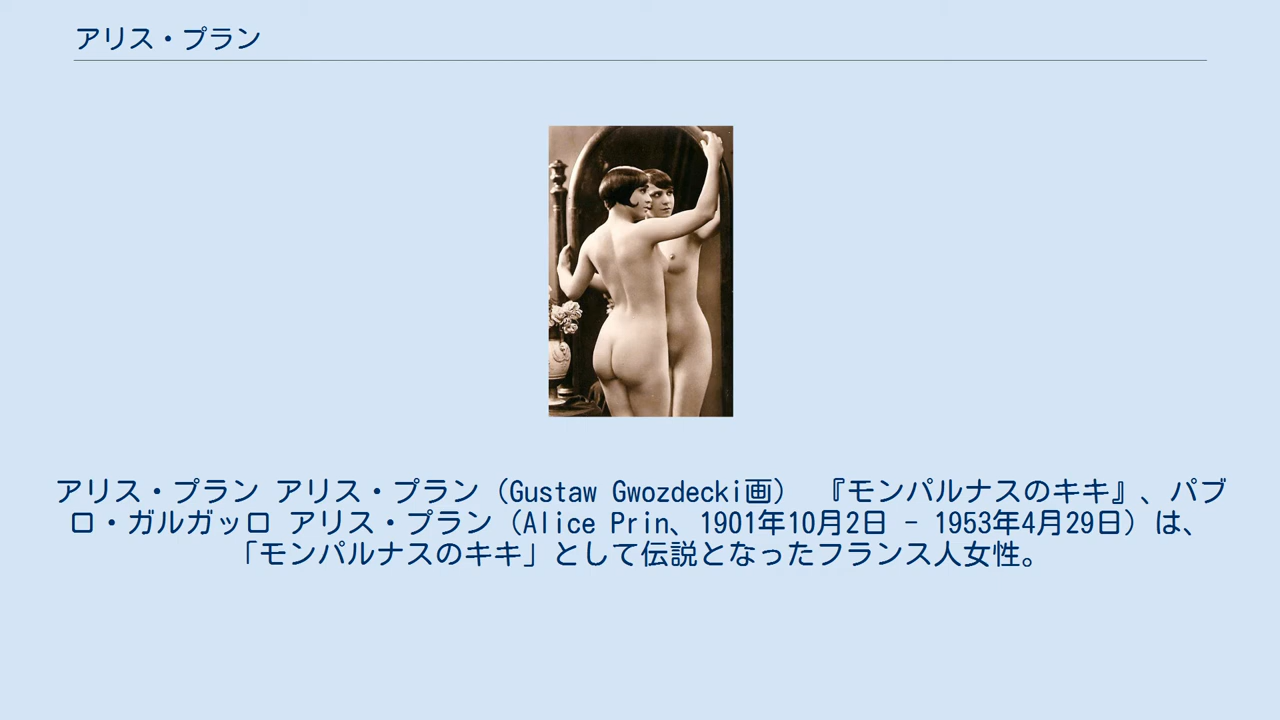 アリス・プラン
アリス・プラン アリス・プラン（Gustaw Gwozdecki画） 『モンパルナスのキキ』、パブ
ロ・ガルガッロ アリス・プラン（Alice Prin、1901年10月2日 - 1953年4月29日）は、
「モンパルナスのキキ」として伝説となったフランス人女性。